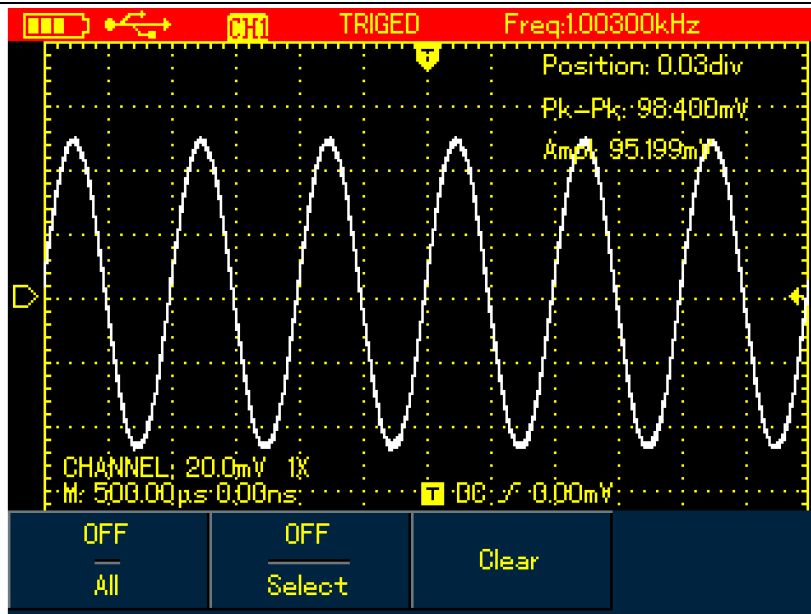 CH1 TRIGED Freq:1.00300kHz
T
Position: 0.03div
Pk-Pk: 98.400mV
Ampl: 95.199mV
CHANNEL: 20.0mV 1X
M: 500.00µs 0.00ns T DC 0.00mV
OFF OFF Clear
All Select